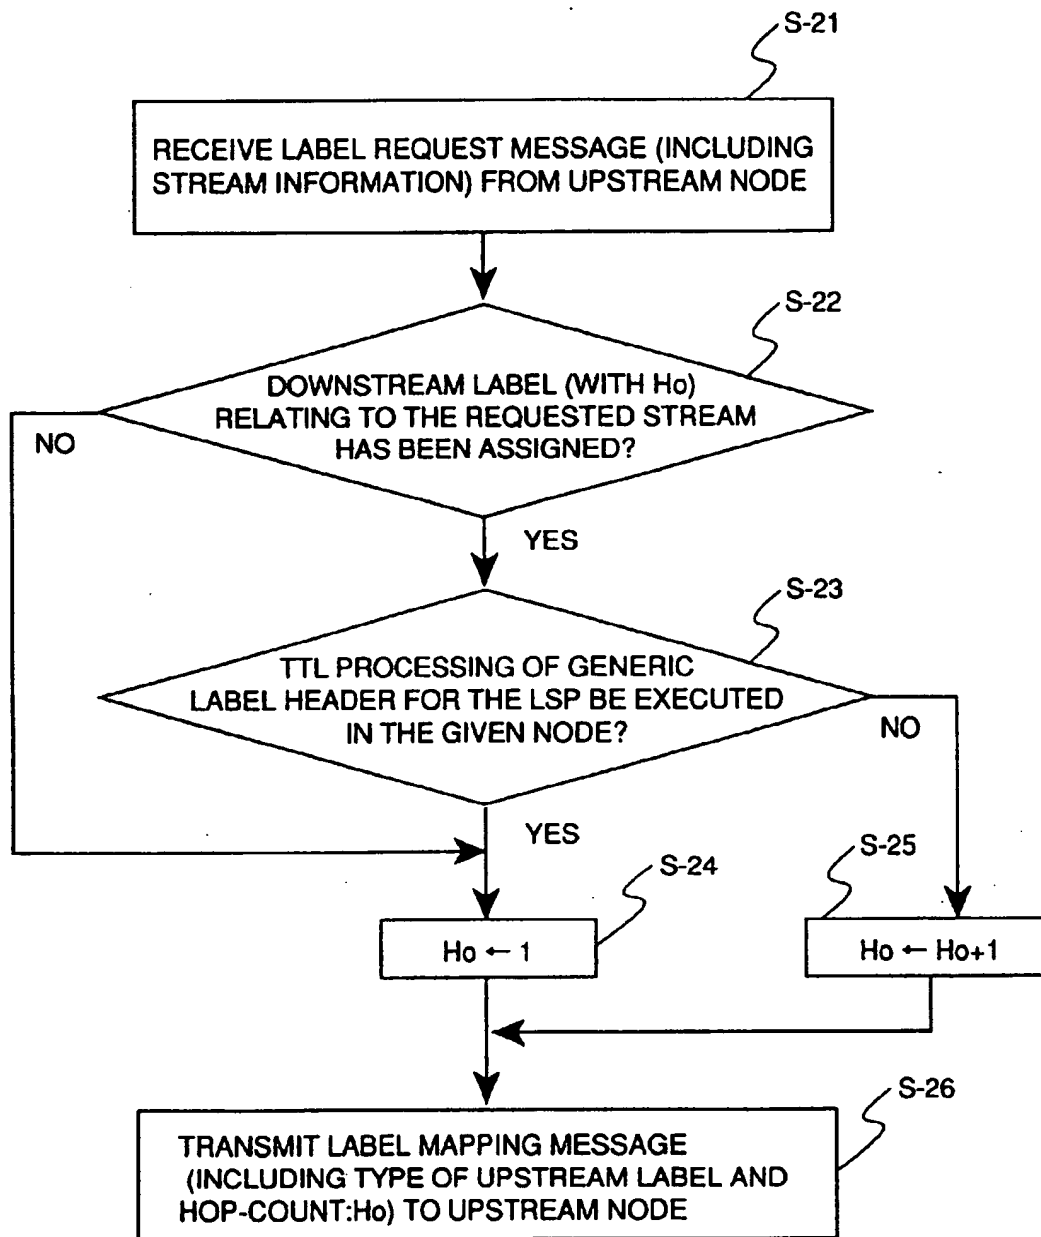 S-21
RECEIVE LABEL REQUEST MESSAGE (INCLUDING
STREAM INFORMATION) FROM UPSTREAM NODE
S-22
DOWNSTREAM LABEL (WITH Ho)
RELATING TO THE REQUESTED STREAM
HAS BEEN ASSIGNED?
NO
YES
S-23
TTL PROCESSING OF GENERIC
LABEL HEADER FOR THE LSP BE EXECUTED
IN THE GIVEN NODE?
NO
YES
S-24
S-25
Ho ← 1
Ho ← Ho+1
S-26
TRANSMIT LABEL MAPPING MESSAGE
(INCLUDING TYPE OF UPSTREAM LABEL AND
HOP-COUNT:Ho) TO UPSTREAM NODE